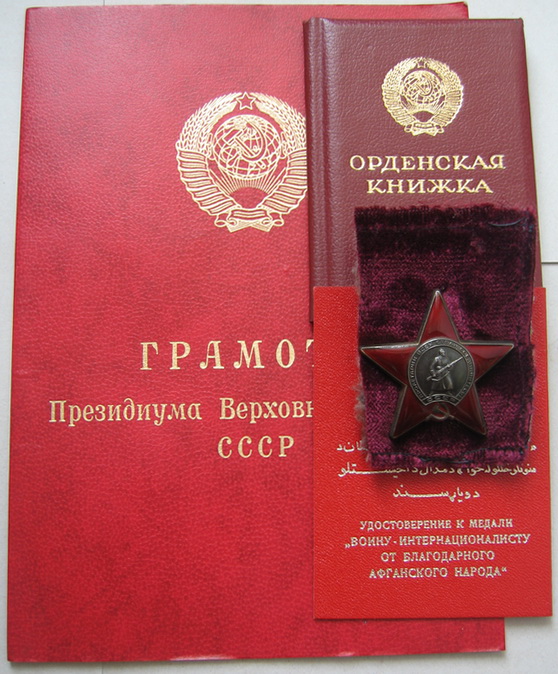 ГРАМОТ
Президиума Верховн
СССР
ОРДЕНСКАЯ
КНИЖКА
УДОСТОВЕРЕНИЕ К МЕДАЛИ
„ВОИНУ-ИНТЕРНАЦИОНАЛИСТУ
ОТ БЛАГОДАРНОГО
АФГАНСКОГО НАРОДА“